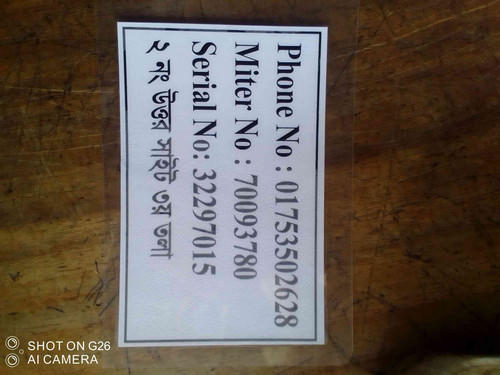 Phone No : 01753502628
Miter No : 70093780
Serial No: 32297015
২ নং উত্তর সাইট ৩য় তলা
SHOT ON G26
AI CAMERA